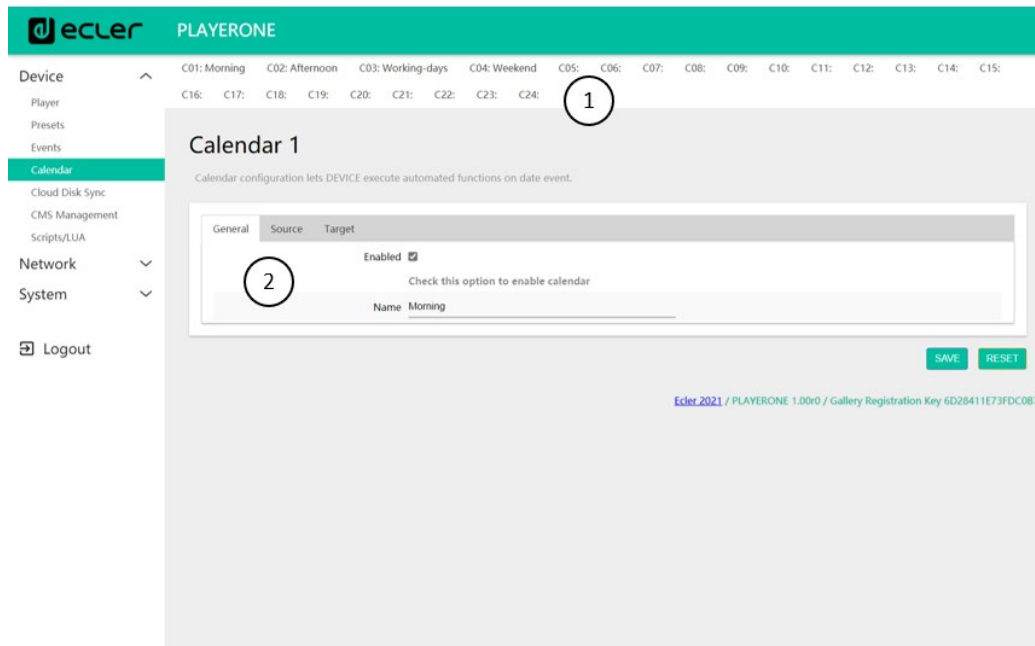 ecler
PLAYERONE
Device
Player
Presets
Events
Calendar
Cloud Disk Sync
CMS Management
Scripts/LUA
Network
System
Logout
C01: Morning C02: Afternoon C03: Working-days C04: Weekend C05: C06: C07: C08: C09: C10: C11: C12: C13: C14: C15:
C16: C17: C18: C19: C20: C21: C22: C23: C24:
1
Calendar 1
Calendar configuration lets DEVICE execute automated functions on date event.
General Source Target
Enabled
Check this option to enable calendar
2
Name Morning
SAVE RESET
Ecler 2021 / PLAYERONE 1.00r0 / Gallery Registration Key